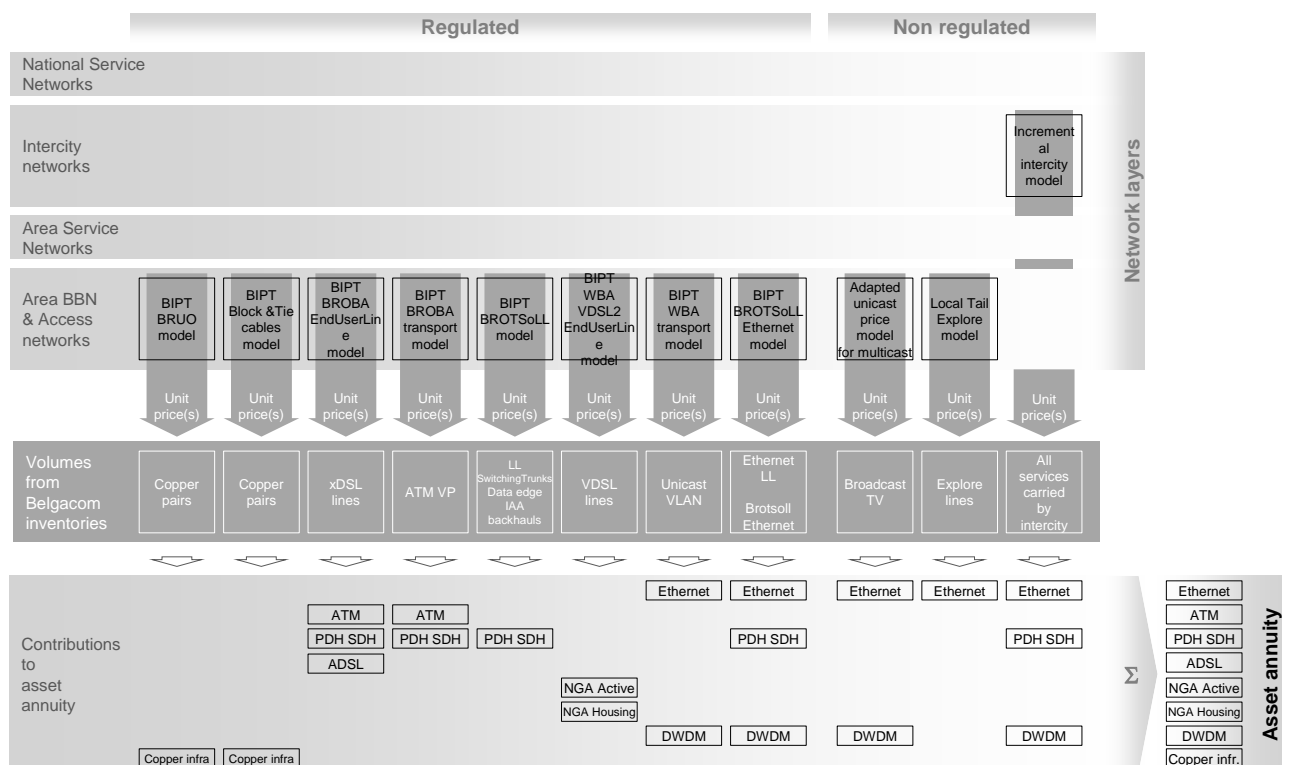 Regulated
Non regulated
National Service
Networks
Intercity
networks
Increment
al
intercity
model
Area Service
Networks
Area BBN
& Access
networks
BIPT
BRUO
model
BIPT
Block &Tie
cables
model
BIPT
BROBA
EndUserLin
e
model
BIPT
BROBA
transport
model
BIPT
BROTSoLL
model
BIPT
WBA
VDSL2
EndUserLin
e
model
BIPT
WBA
transport
model
BIPT
BROTSoLL
Ethernet
model
Adapted
unicast
price
model
for multicast
Local Tail
Explore
model
Network layers
Unit
price(s)
Unit
price(s)
Unit
price(s)
Unit
price(s)
Unit
price(s)
Unit
price(s)
Unit
price(s)
Unit
price(s)
Unit
price(s)
Unit
price(s)
Unit
price(s)
Volumes
from
Belgacom
inventories
Copper
pairs
Copper
pairs
xDSL
lines
ATM VP
LL
SwitchingTrunks
Data edge
IAA
backhauls
VDSL
lines
Unicast
VLAN
Ethernet
LL
Brotsoll
Ethernet
Broadcast
TV
Explore
lines
All
services
carried
by
intercity
Contributions
to
asset
annuity
Ethernet
Ethernet
Ethernet
Ethernet
Ethernet
ATM
ATM
PDH SDH
PDH SDH
PDH SDH
PDH SDH
PDH SDH
ADSL
NGA Active
NGA Housing
DWDM
DWDM
DWDM
DWDM
Copper infra
Copper infra
Σ
Ethernet
ATM
PDH SDH
ADSL
NGA Active
NGA Housing
DWDM
Copper infr.
Asset annuity